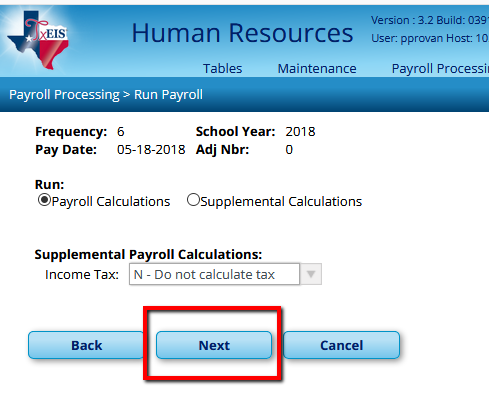 TxEIS
Human Resources
Version : 3.2 Build: 039
User: pprovan Host: 10
Tables Maintenance Payroll Processin
Payroll Processing > Run Payroll
Frequency: 6 School Year: 2018
Pay Date: 05-18-2018 Adj Nbr: 0
Run:
Payroll Calculations Supplemental Calculations
Supplemental Payroll Calculations:
Income Tax: N - Do not calculate tax
Back Next Cancel